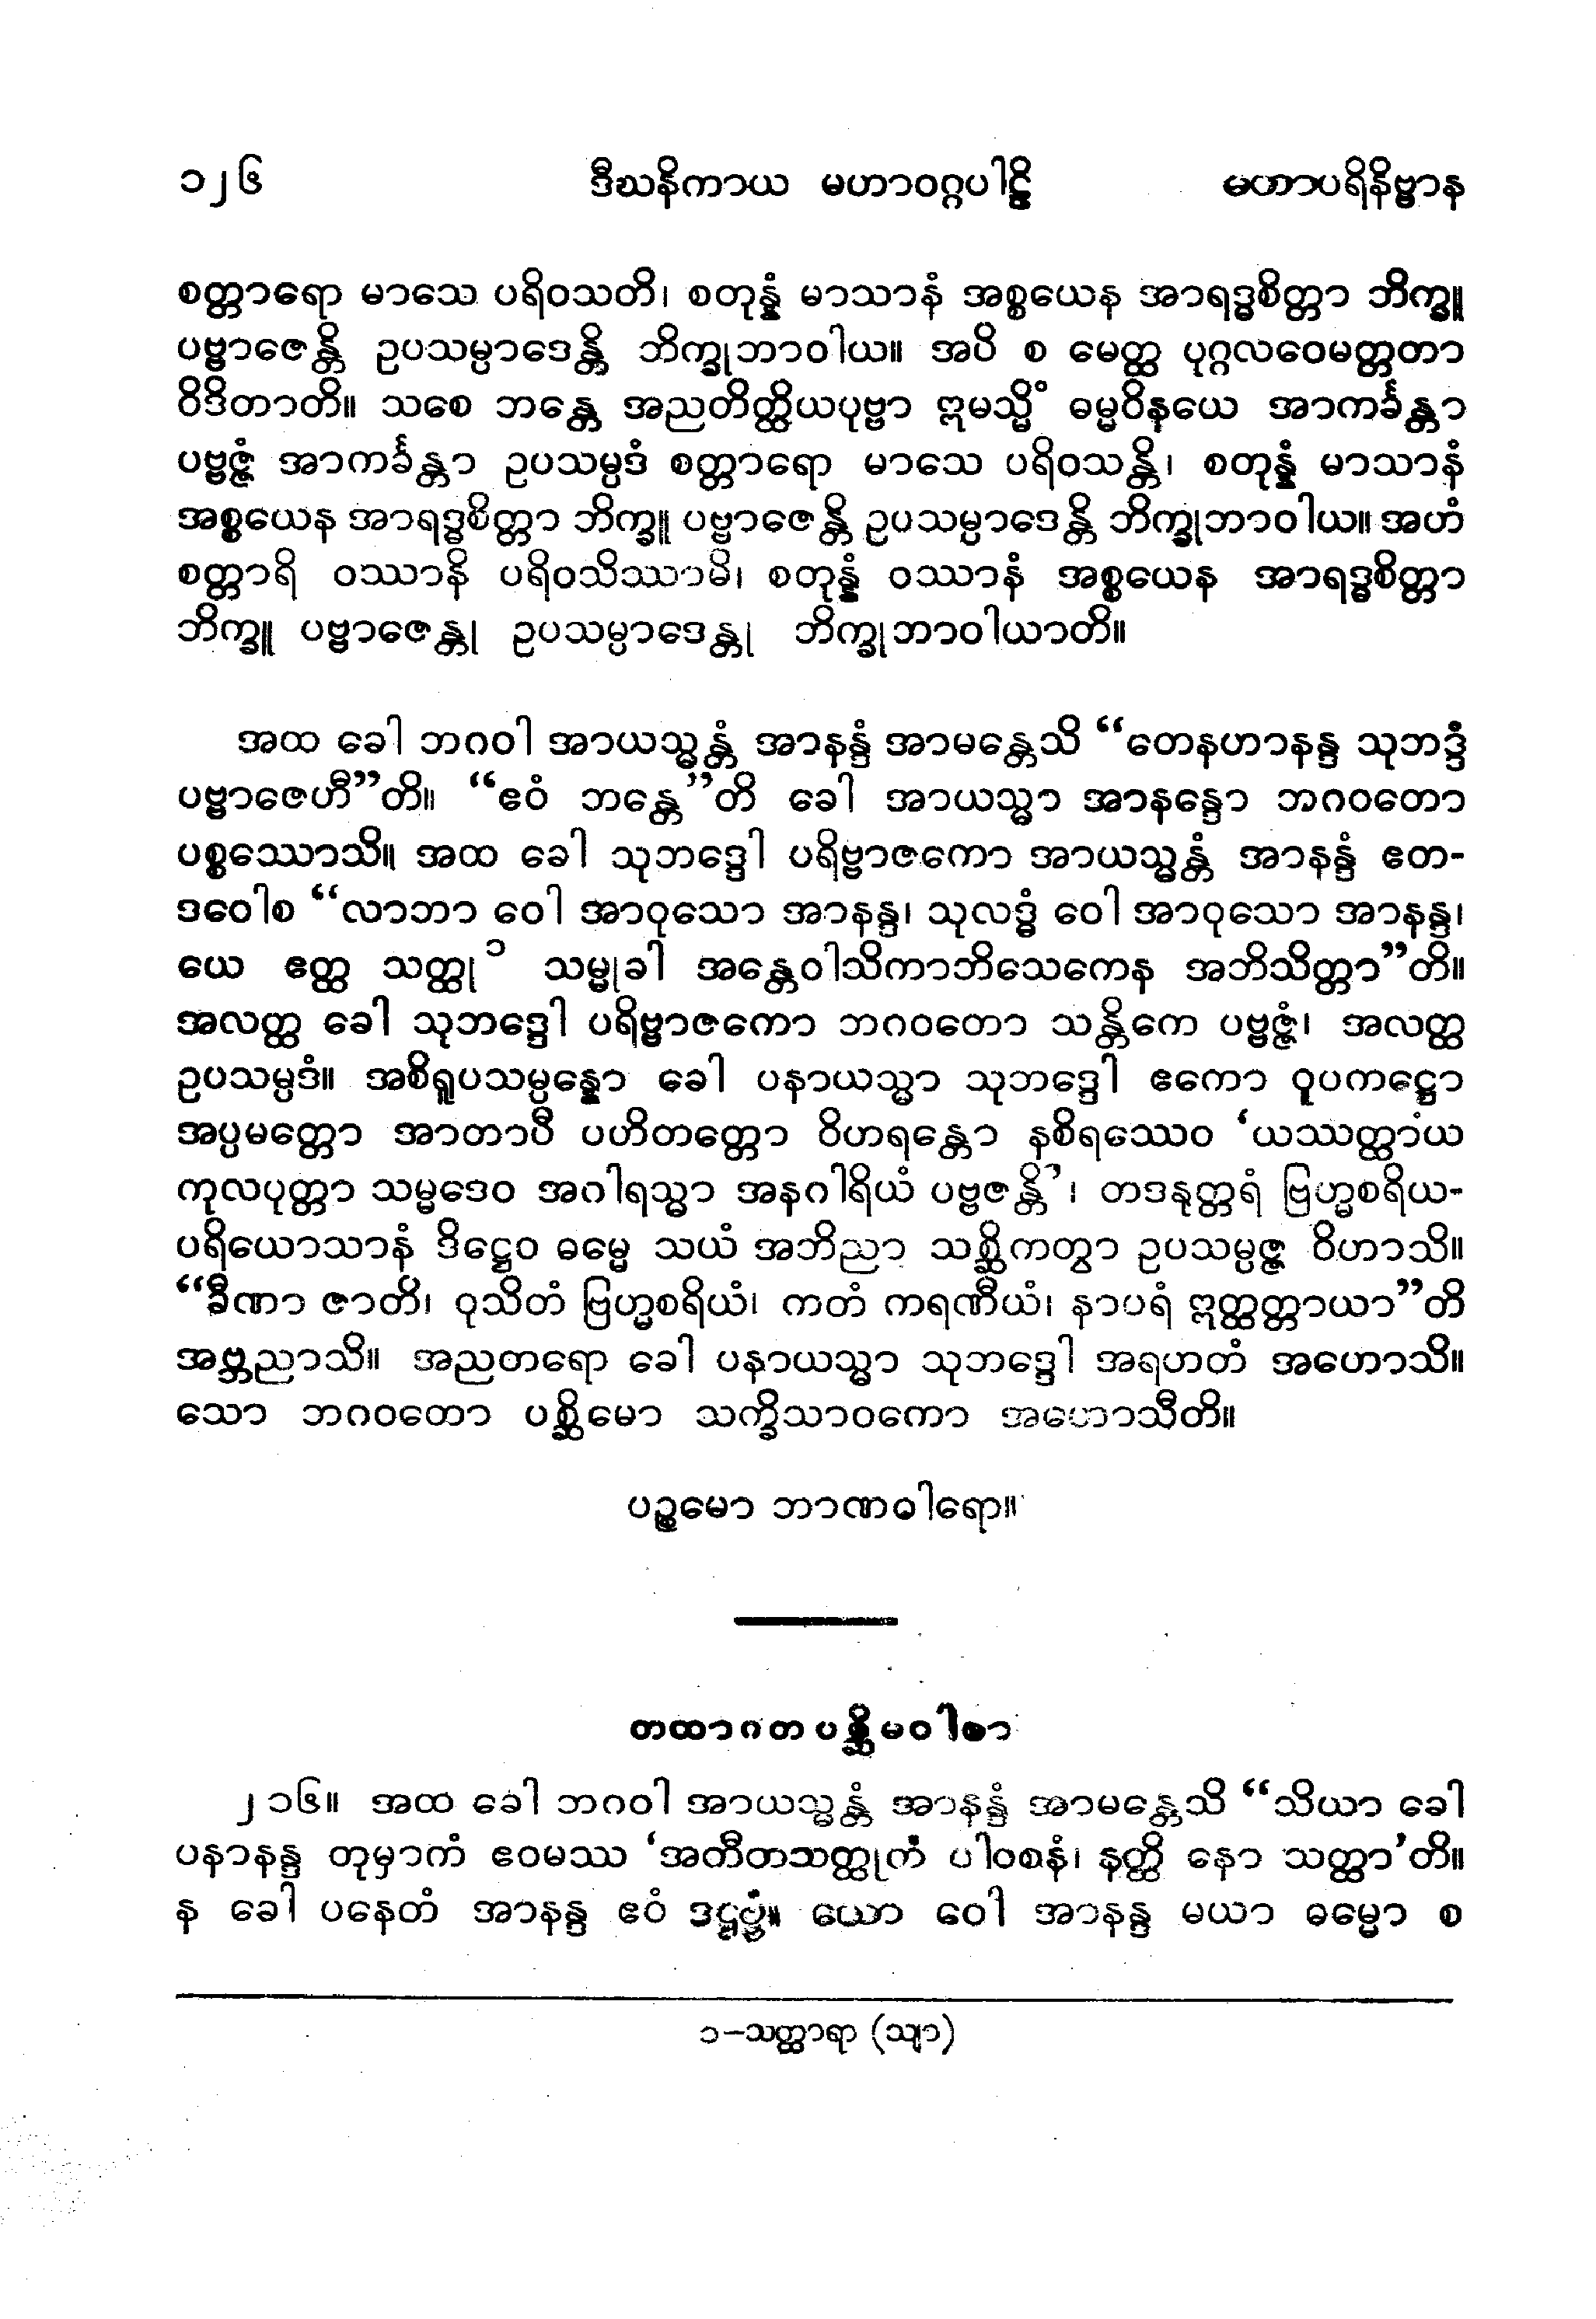 ၁၂၆ ဒီဃနိကာယ မဟာဝဂ္ဂပါဠိ မဟာပရိနိဗ္ဗာန
စတ္တာရော မာသေ ပရိဝသတိ၊ စတုန္နံ မာသာနံ အစ္စယေန အာရဒ္ဓစိတ္တာ ဘိက္ခူ
ပဗ္ဗာဇေန္တိ ဥပသမ္ပာဒေန္တိ ဘိက္ခုဘာဝါယ။ အပိ စ မေတ္ထ ပုဂ္ဂလဝေမတ္တတာ
ဝိဒိတာတိ။ သစေ ဘန္တေ အညတိတ္ထိယပုဗ္ဗာ ဣမသ္မိံ ဓမ္မဝိနယေ အာကင်္ခန္တာ
ပဗ္ဗဇ္ဇံ အာကင်္ခန္တာ ဥပသမ္ပဒံ စတ္တာရော မာသေ ပရိဝသန္တိ၊ စတုန္နံ မာသာနံ
အစ္စယေန အာရဒ္ဓစိတ္တာ ဘိက္ခူ ပဗ္ဗာဇေန္တိ ဥပသမ္ပာဒေန္တိ ဘိက္ခုဘာဝါယ။ အဟံ
စတ္တာရိ ဝဿာနိ ပရိဝသိဿာမိ၊ စတုန္နံ ဝဿာနံ အစ္စယေန အာရဒ္ဓစိတ္တာ
ဘိက္ခူ ပဗ္ဗာဇေန္တု ဥပသမ္ပာဒေန္တု ဘိက္ခုဘာဝါယာတိ။
အထ ခေါ ဘဂဝါ အာယသ္မန္တံ အာနန္ဒံ အာမန္တေသိ “တေနဟာနန္ဒ သုဘဒ္ဒံ
ပဗ္ဗာဇေဟီ”တိ။ “ဧဝံ ဘန္တေ”တိ ခေါ အာယသ္မာ အာနန္ဒော ဘဂဝတော
ပစ္စဿောသိ။ အထ ခေါ သုဘဒ္ဒေါ ပရိဗ္ဗာဇကော အာယသ္မန္တံ အာနန္ဒံ ဧတ-
ဒဝေါစ “လာဘာ ဝေါ အာဝုသော အာနန္ဒ၊ သုလဒ္ဓံ ဝေါ အာဝုသော အာနန္ဒ၊
ယေ ဧတ္ထ သတ္ထု ၁ သမ္မုခါ အန္တေဝါသိကာဘိသေကေန အဘိသိတ္တာ”တိ။
အလတ္ထ ခေါ သုဘဒ္ဒေါ ပရိဗ္ဗာဇကော ဘဂဝတော သန္တိကေ ပဗ္ဗဇ္ဇံ၊ အလတ္ထ
ဥပသမ္ပဒံ။ အစိရူပသမ္ပန္နော ခေါ ပနာယသ္မာ သုဘဒ္ဒေါ ဧကော ဝူပကဋ္ဌော
အပ္ပမတ္တော အာတာပီ ပဟိတတ္တော ဝိဟရန္တော နစိရဿေဝ ‘ယဿတ္ထာယ
ကုလပုတ္တာ သမ္မဒေဝ အဂါရသ္မာ အနဂါရိယံ ပဗ္ဗဇန္တိ’၊ တဒနုတ္တရံ ဗြဟ္မစရိယ-
ပရိယောသာနံ ဒိဋ္ဌေဝ ဓမ္မေ သယံ အဘိညာ သစ္ဆိကတွာ ဥပသမ္ပဇ္ဇ ဝိဟာသိ။
“ခီဏာ ဇာတိ၊ ဝုသိတံ ဗြဟ္မစရိယံ၊ ကတံ ကရဏီယံ၊ နာပရံ ဣတ္ထတ္တာယာ”တိ
အဗ္ဘညာသိ။ အညတရော ခေါ ပနာယသ္မာ သုဘဒ္ဒေါ အရဟတံ အဟောသိ။
သော ဘဂဝတော ပစ္ဆိမော သက္ခိသာဝကော အဟောသီတိ။
ပဉ္စမော ဘာဏဝါရော။
တထာဂတပစ္ဆိမဝါစာ
၂၁၆။ အထ ခေါ ဘဂဝါ အာယသ္မန္တံ အာနန္ဒံ အာမန္တေသိ “သိယာ ခေါ
ပနာနန္ဒ တုမှာကံ ဧဝမဿ ‘အတီတသတ္ထုကံ ပါဝစနံ၊ နတ္ထိ နော သတ္ထာ’တိ။
န ခေါ ပနေတံ အာနန္ဒ ဧဝံ ဒဋ္ဌဗ္ဗံ။ ယော ဝေါ အာနန္ဒ မယာ ဓမ္မော စ
၁–သတ္ထာရာ (သျာ)